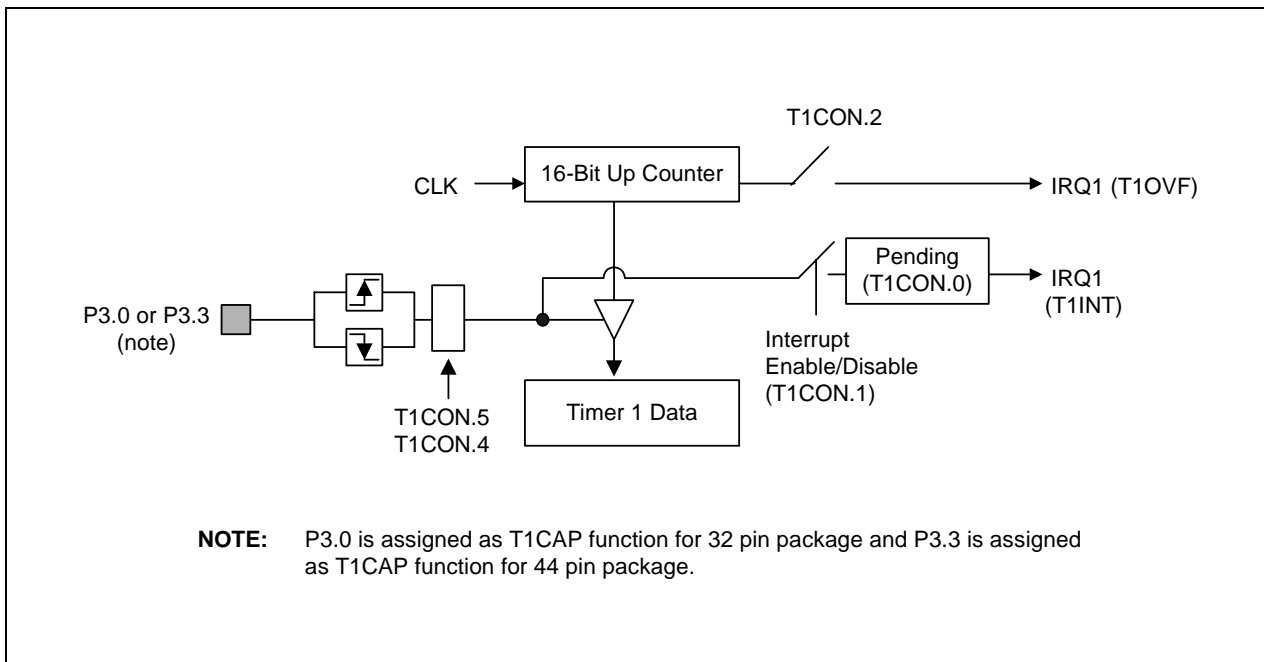 T1CON.2
CLK
16-Bit Up Counter
IRQ1 (T1OVF)
Pending
(T1CON.0)
IRQ1
(T1INT)
P3.0 or P3.3
(note)
Interrupt
Enable/Disable
(T1CON.1)
T1CON.5
T1CON.4
Timer 1 Data
NOTE: P3.0 is assigned as T1CAP function for 32 pin package and P3.3 is assigned
as T1CAP function for 44 pin package.